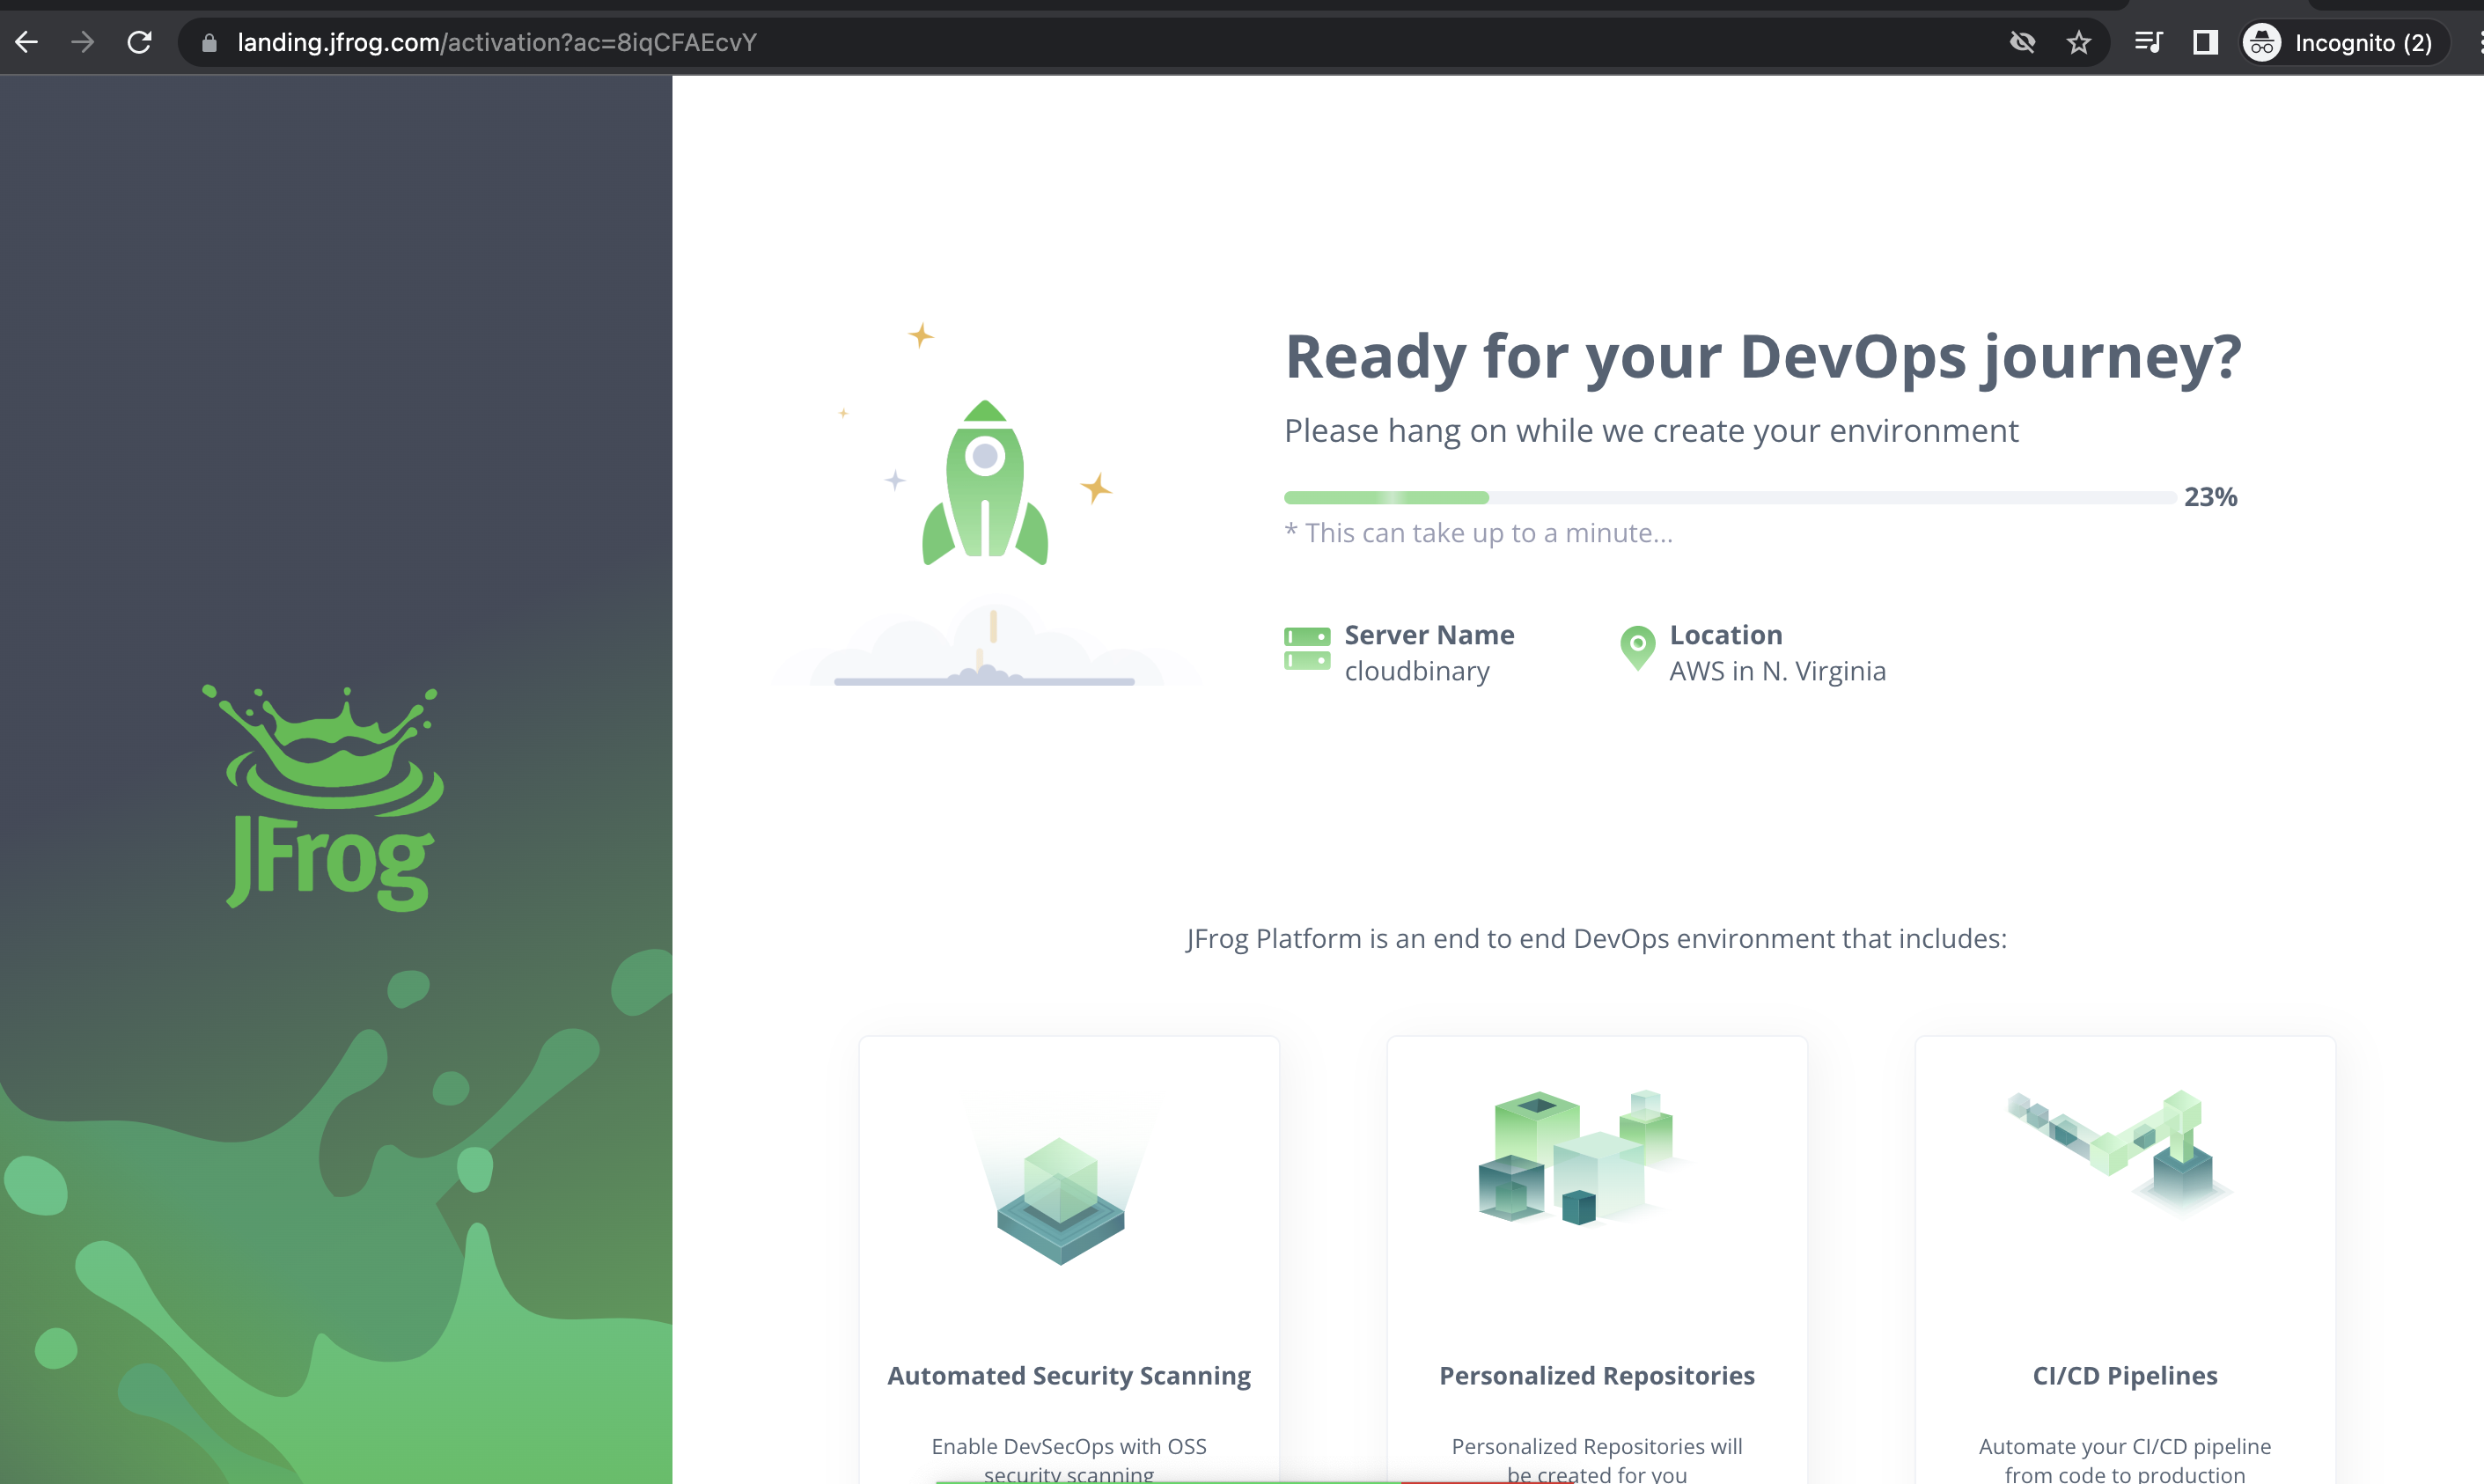 landing.jfrog.com/activation?ac=8iqCFAEcvY
Incognito (2)
JFrog
Ready for your DevOps journey?
Please hang on while we create your environment
23%
* This can take up to a minute...
Server Name
cloudbinary
Location
AWS in N. Virginia
JFrog Platform is an end to end DevOps environment that includes:
Automated Security Scanning
Enable DevSecOps with OSS
security scanning
Personalized Repositories
Personalized Repositories will
be created for you
CI/CD Pipelines
Automate your CI/CD pipeline
from code to production